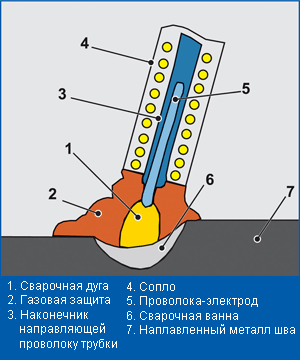 4
5
3
1
2
6
7
1. Сварочная дуга
2. Газовая защита
3. Наконечник
направляющей
проволоку трубки
4. Сопло
5. Проволока-электрод
6. Сварочная ванна
7. Наплавленный металл шва